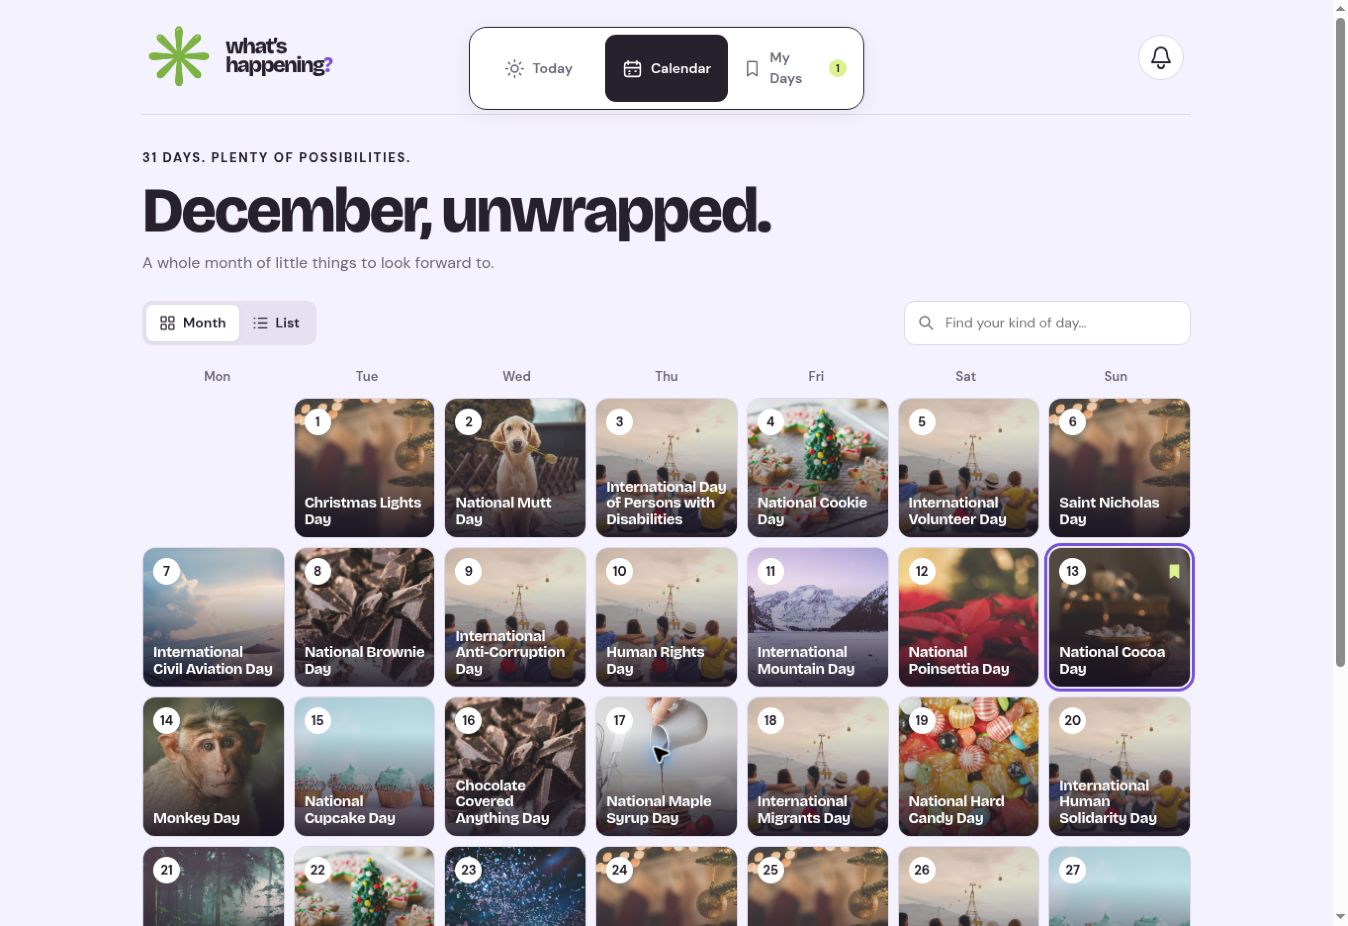 what's
happening?
Today
Calendar
My
Days
1
31 DAYS. PLENTY OF POSSIBILITIES.
December, unwrapped.
A whole month of little things to look forward to.
Month
List
Find your kind of day...
Mon
Tue
Wed
Thu
Fri
Sat
Sun
1
Christmas Lights
Day
2
National Mutt
Day
3
International Day
of Persons with
Disabilities
4
National Cookie
Day
5
International
Volunteer Day
6
Saint Nicholas
Day
7
International
Civil Aviation Day
8
National Brownie
Day
9
International
Anti-Corruption
Day
10
Human Rights
Day
11
International
Mountain Day
12
National
Poinsettia Day
13
National Cocoa
Day
14
Monkey Day
15
National
Cupcake Day
16
Chocolate
Covered
Anything Day
17
National Maple
Syrup Day
18
International
Migrants Day
19
National Hard
Candy Day
20
International
Human
Solidarity Day
21
22
23
24
25
26
27